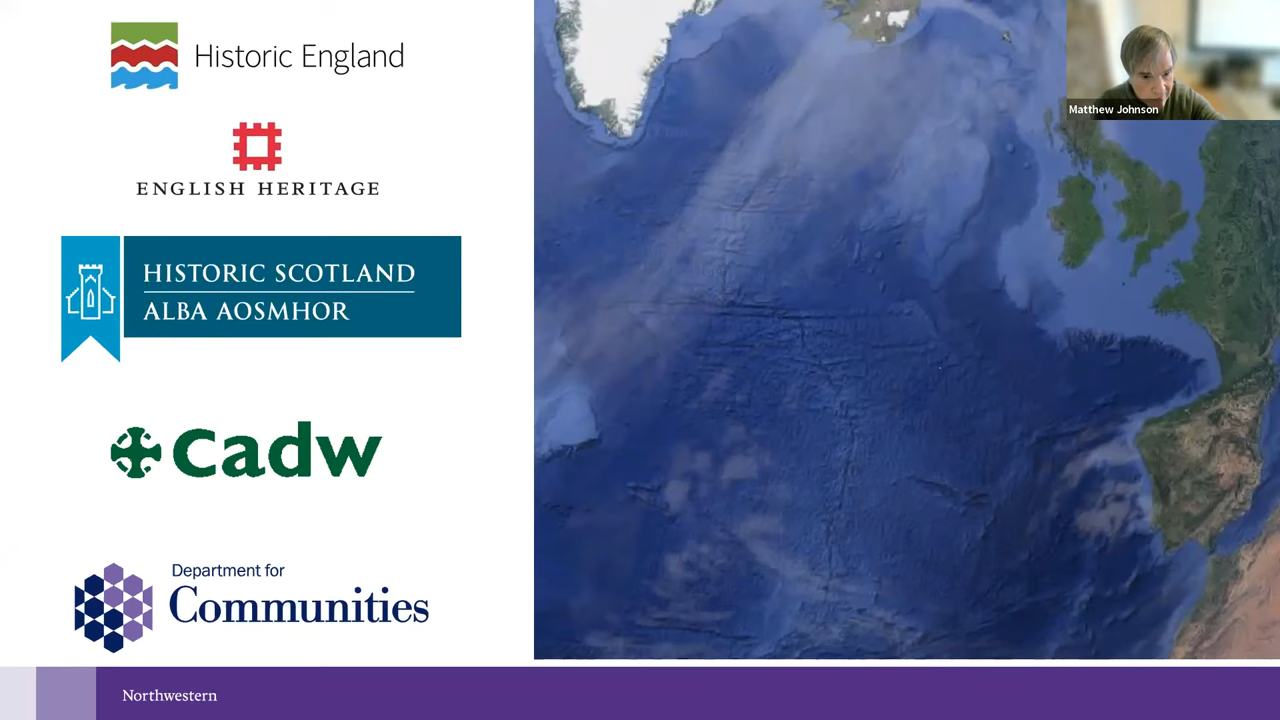 Historic England
ENGLISH HERITAGE
HISTORIC SCOTLAND
ALBA AOSMHOR
cadw
Department for
Communities
Matthew Johnson
Northwestern